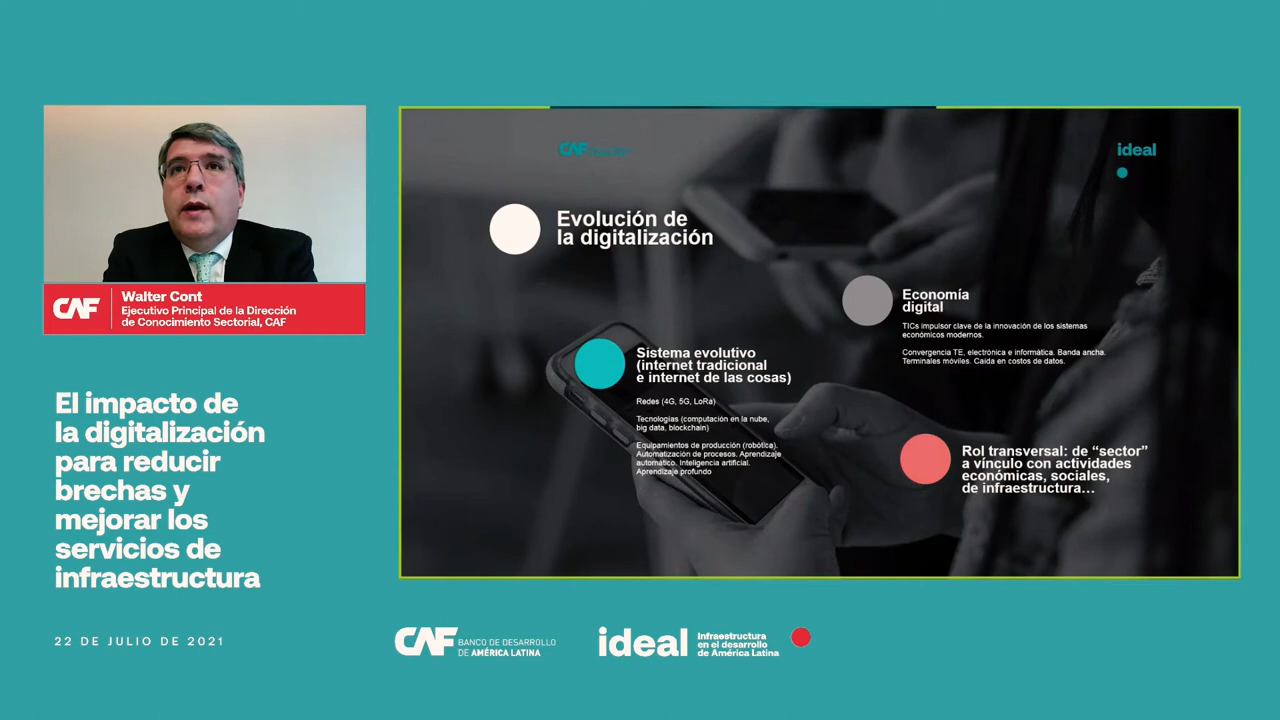 CAF
Walter Cont
Ejecutivo Principal de la Dirección
de Conocimiento Sectorial, CAF
El impacto de
la digitalización
para reducir
brechas y
mejorar los
servicios de
infraestructura
22 DE JULIO DE 2021
CAF
ideal
Evolución de
la digitalización
Economía
digital
TICs impulsor clave de la innovación de los sistemas
económicos modernos.
Convergencia TE, electrónica e informática. Banda ancha.
Terminales móviles. Caída en costos de datos.
Sistema evolutivo
(internet tradicional
e internet de las cosas)
Redes (4G, 5G, LoRa)
Tecnologías (computación en la nube,
big data, blockchain)
Equipamientos de producción (robótica).
Automatización de procesos. Aprendizaje
automático. Inteligencia artificial.
Aprendizaje profundo
Rol transversal: de “sector”
a vínculo con actividades
económicas, sociales,
de infraestructura...
CAF BANCO DE DESARROLLO
DE AMÉRICA LATINA
ideal Infraestructura
en el desarrollo
de América Latina